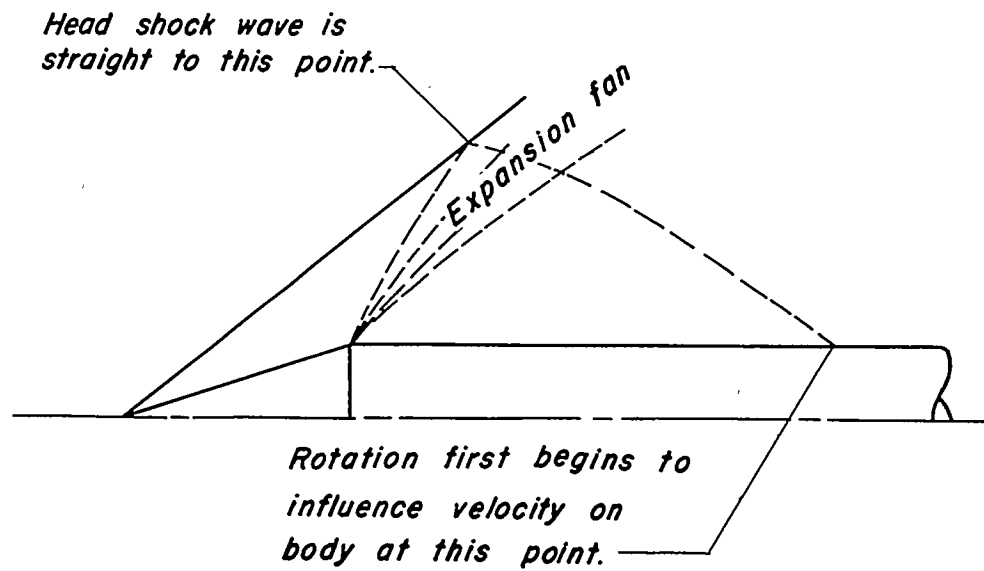 Head shock wave is
straight to this point.
Expansion fan
Rotation first begins to
influence velocity on
body at this point.